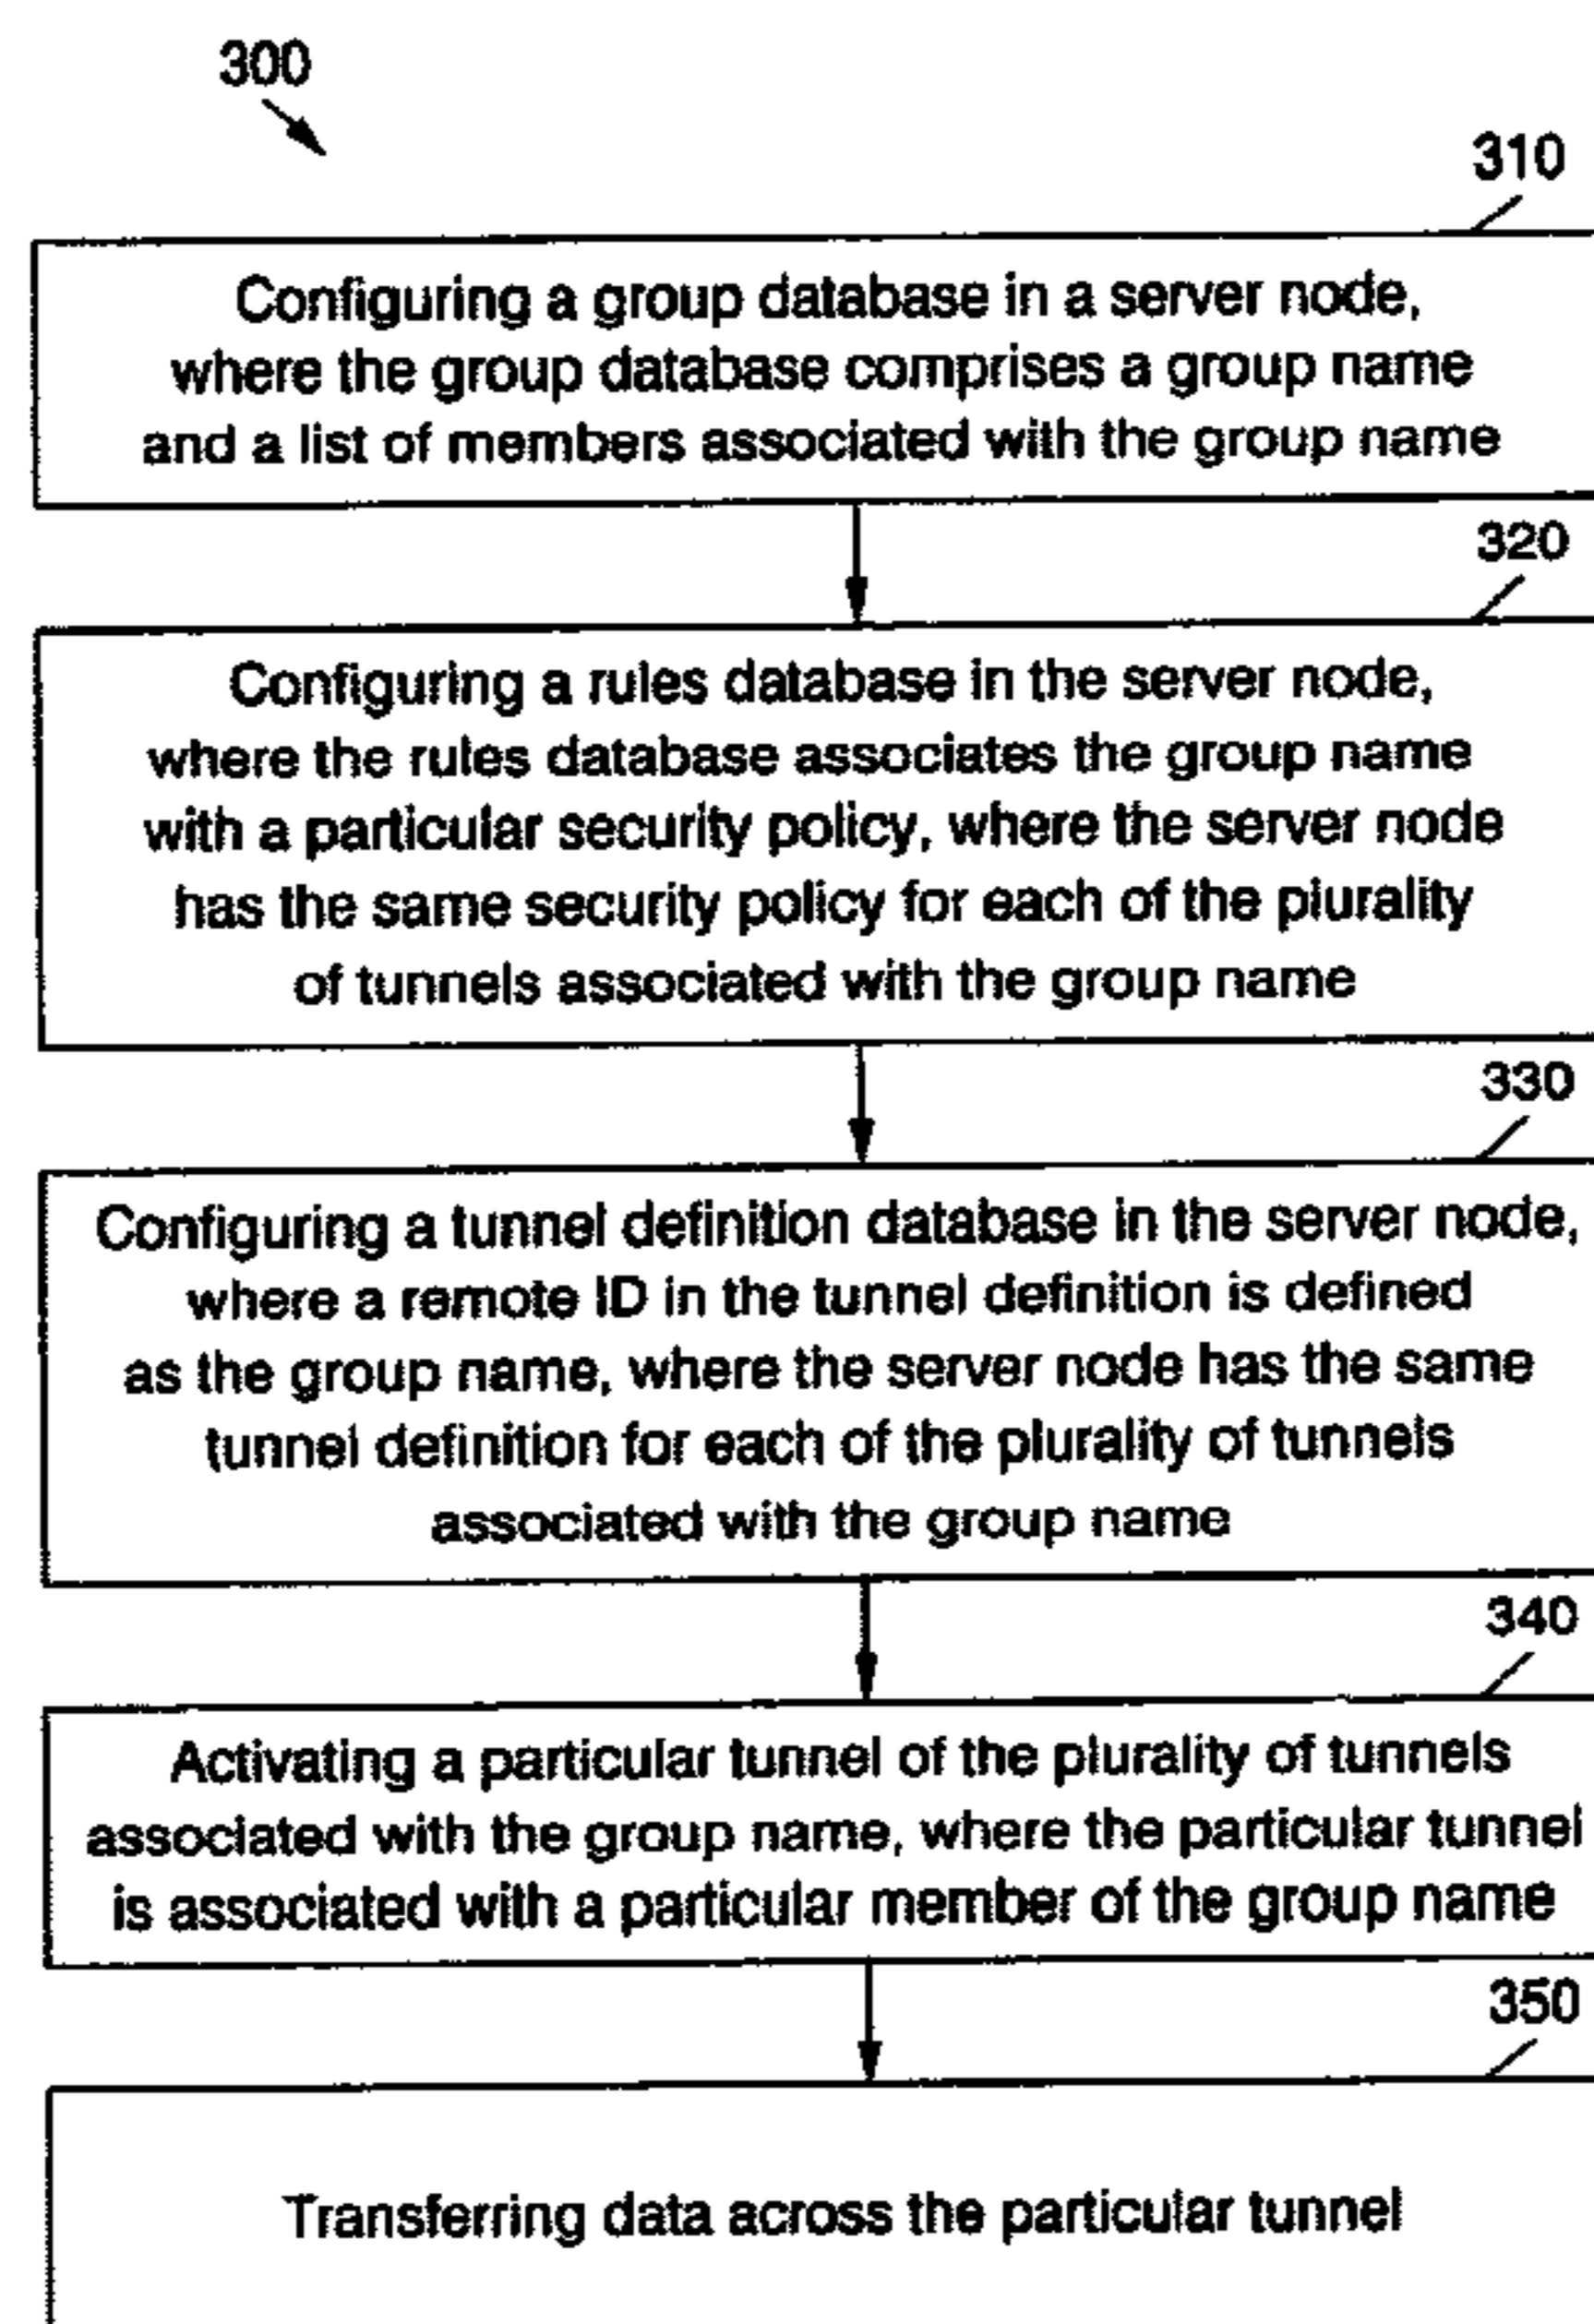 300
310
Configuring a group database in a server node,
where the group database comprises a group name
and a list of members associated with the group name
320
Configuring a rules database in the server node,
where the rules database associates the group name
with a particular security policy, where the server node
has the same security policy for each of the plurality
of tunnels associated with the group name
330
Configuring a tunnel definition database in the server node,
where a remote ID in the tunnel definition is defined
as the group name, where the server node has the same
tunnel definition for each of the plurality of tunnels
associated with the group name
340
Activating a particular tunnel of the plurality of tunnels
associated with the group name, where the particular tunnel
is associated with a particular member of the group name
350
Transferring data across the particular tunnel